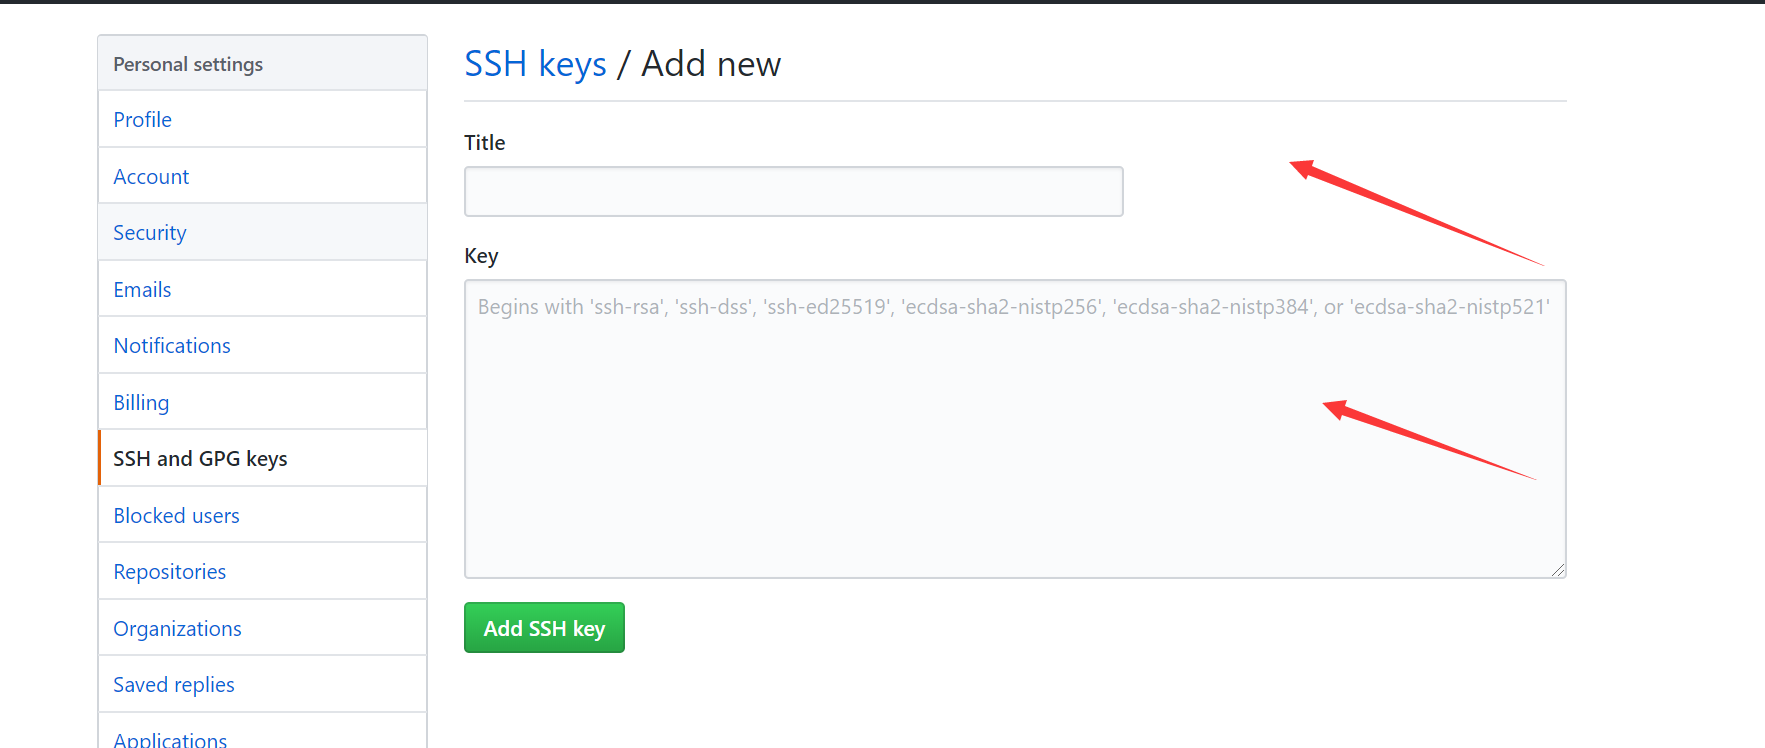 Personal settings
Profile
Account
Security
Emails
Notifications
Billing
SSH and GPG keys
Blocked users
Repositories
Organizations
Saved replies
Applications
SSH keys / Add new
Title
Key
Begins with 'ssh-rsa', 'ssh-dss', 'ssh-ed25519', 'ecdsa-sha2-nistp256', 'ecdsa-sha2-nistp384', or 'ecdsa-sha2-nistp521'
Add SSH key